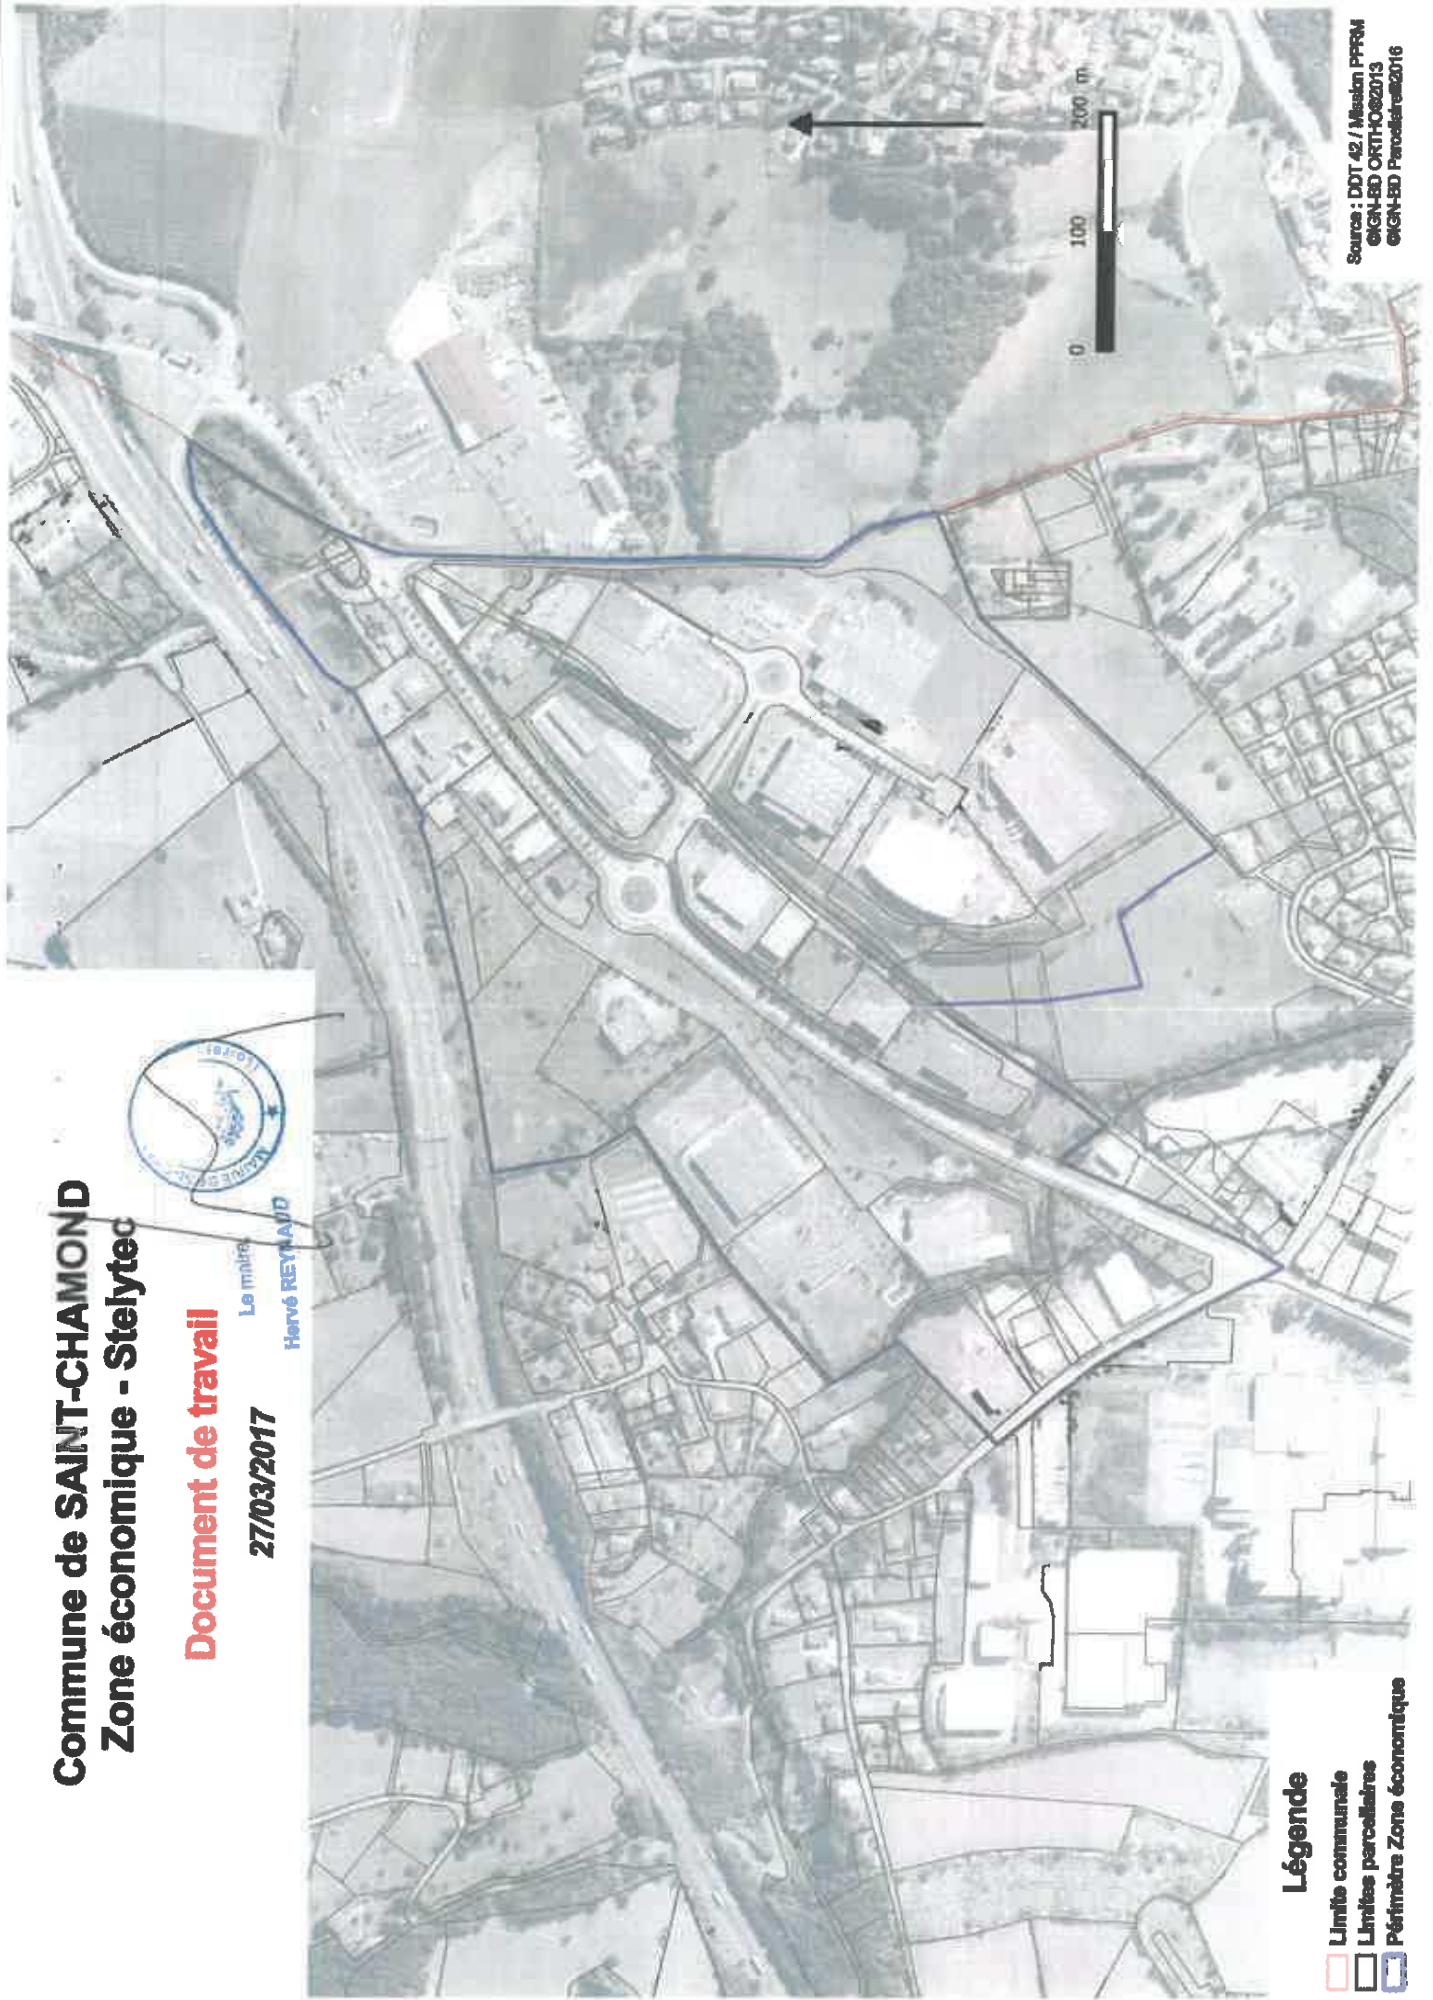 Commune de SAINT-CHAMOND
Zone économique - Stelytec
Document de travail
27/03/2017
Le maire,
Hervé REYNAUD
0 100 200 m
Légende
Limite communale
Limites parcellaires
Périmètre Zone économique
Source : DDT 42 / Mission PPRM
©IGN-BD ORTHO®2013
©IGN-BD Parcellaire®2016